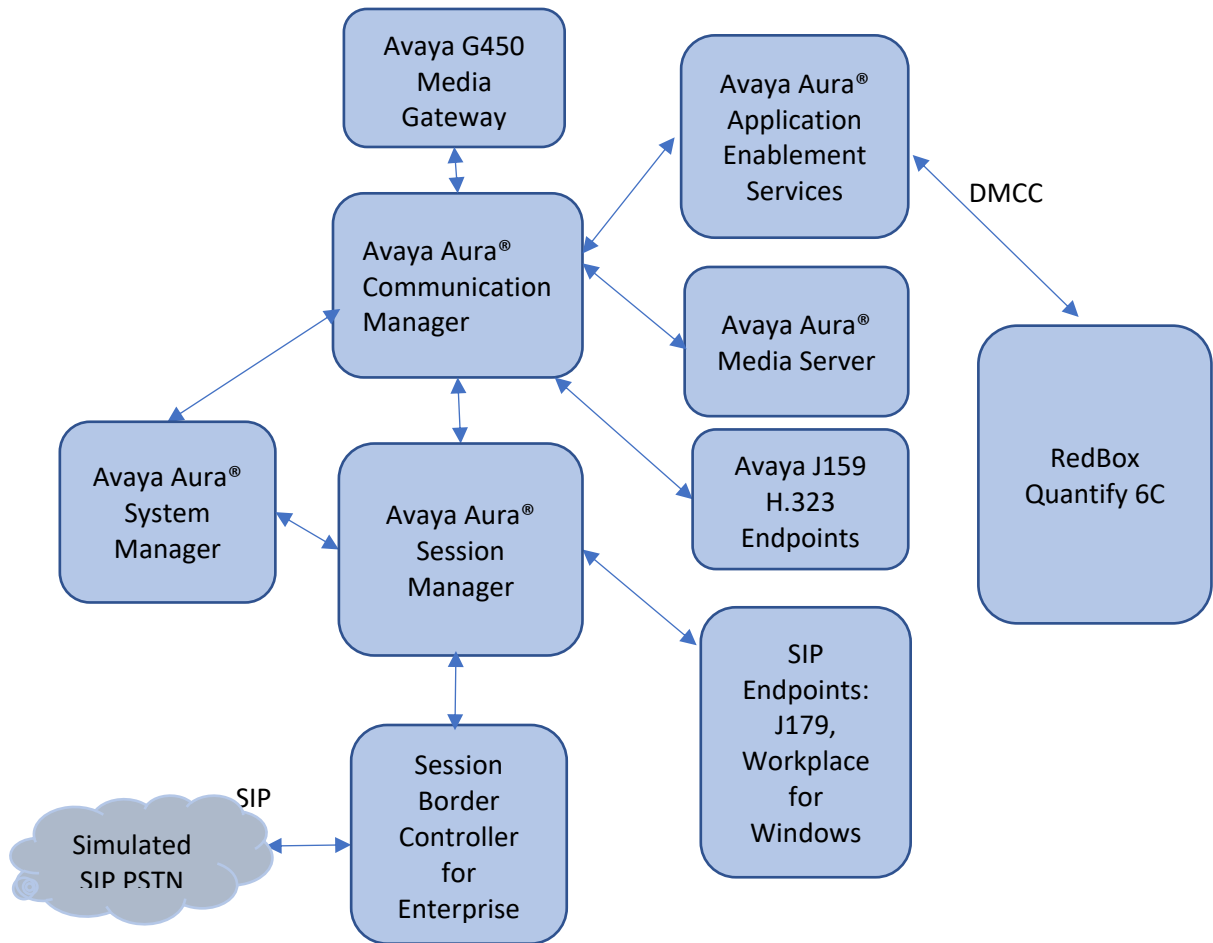 Avaya G450
Media
Gateway
Avaya Aura®
Application
Enablement
Services
DMCC
Avaya Aura®
Communication
Manager
Avaya Aura®
Media Server
RedBox
Quantify 6C
Avaya J159
H.323
Endpoints
Avaya Aura®
System
Manager
Avaya Aura®
Session
Manager
SIP
Endpoints:
J179,
Workplace
for
Windows
Session
Border
Controller
for
Enterprise
SIP
Simulated
SIP PSTN